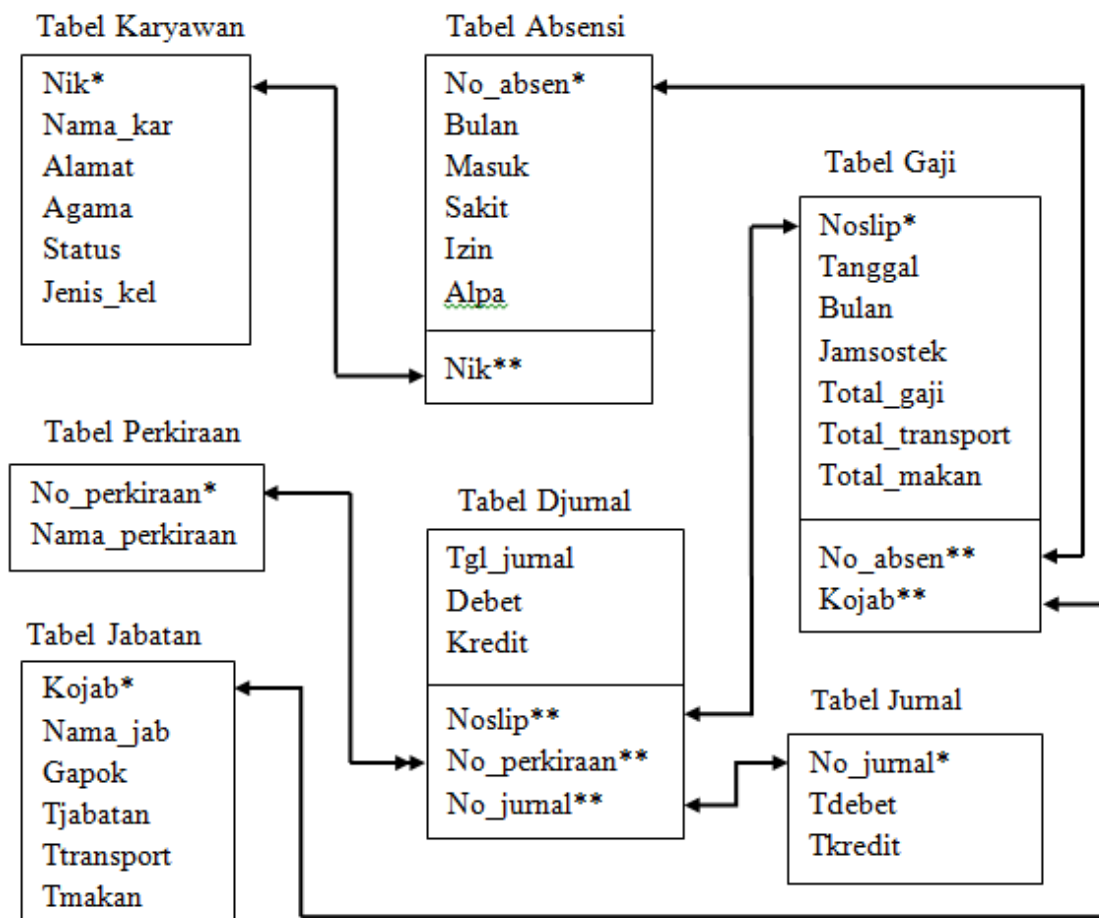 Tabel Karyawan
Nik*
Nama_kar
Alamat
Agama
Status
Jenis_kel
Tabel Absensi
No_absen*
Bulan
Masuk
Sakit
Izin
Alpa
Nik**
Tabel Gaji
Noslip*
Tanggal
Bulan
Jamsostek
Total_gaji
Total_transport
Total_makan
No_absen**
Kojab**
Tabel Perkiraan
No_perkiraan*
Nama_perkiraan
Tabel Djurnal
Tgl_jurnal
Debet
Kredit
Noslip**
No_perkiraan**
No_jurnal**
Tabel Jabatan
Kojab*
Nama_jab
Gapok
Tjabatan
Ttransport
Tmakan
Tabel Jurnal
No_jurnal*
Tdebet
Tkredit